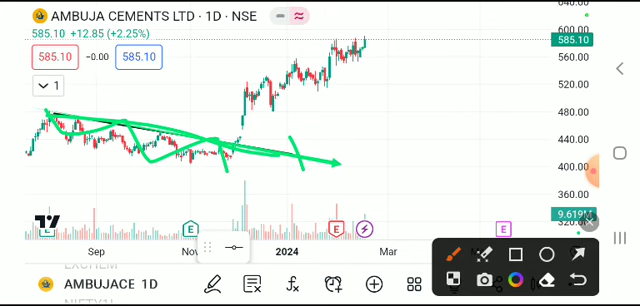 AMBUJA CEMENTS LTD · 1D · NSE
585.10 +12.85 (+2.25%)
585.10 −0.00 585.10
1
640.00
600.00
585.10
560.00
520.00
480.00
440.00
400.00
360.00
9.619M
E E E E
Sep 2024 Mar
AMBUJACE 1D